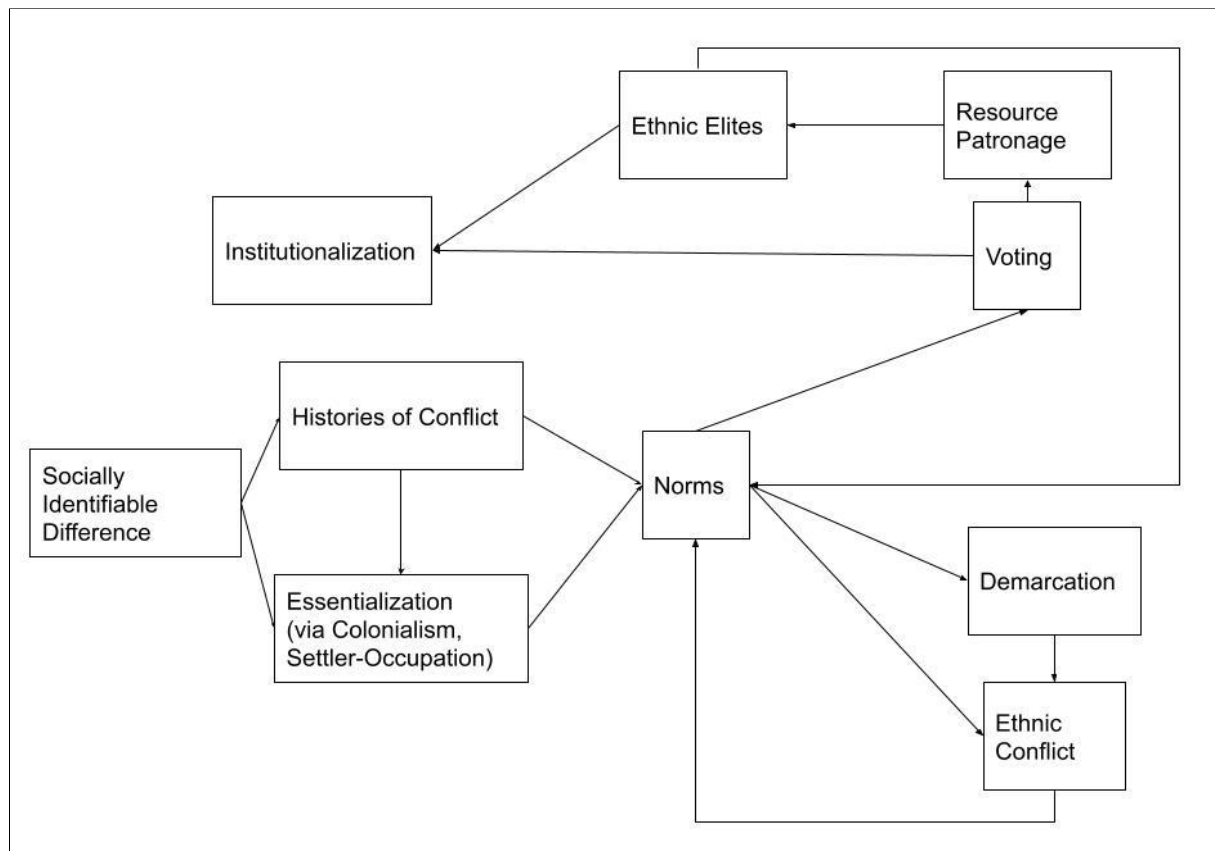 Ethnic Elites
Resource
Patronage
Institutionalization
Voting
Histories of Conflict
Socially
Identifiable
Difference
Norms
Essentialization
(via Colonialism,
Settler-Occupation)
Demarcation
Ethnic
Conflict